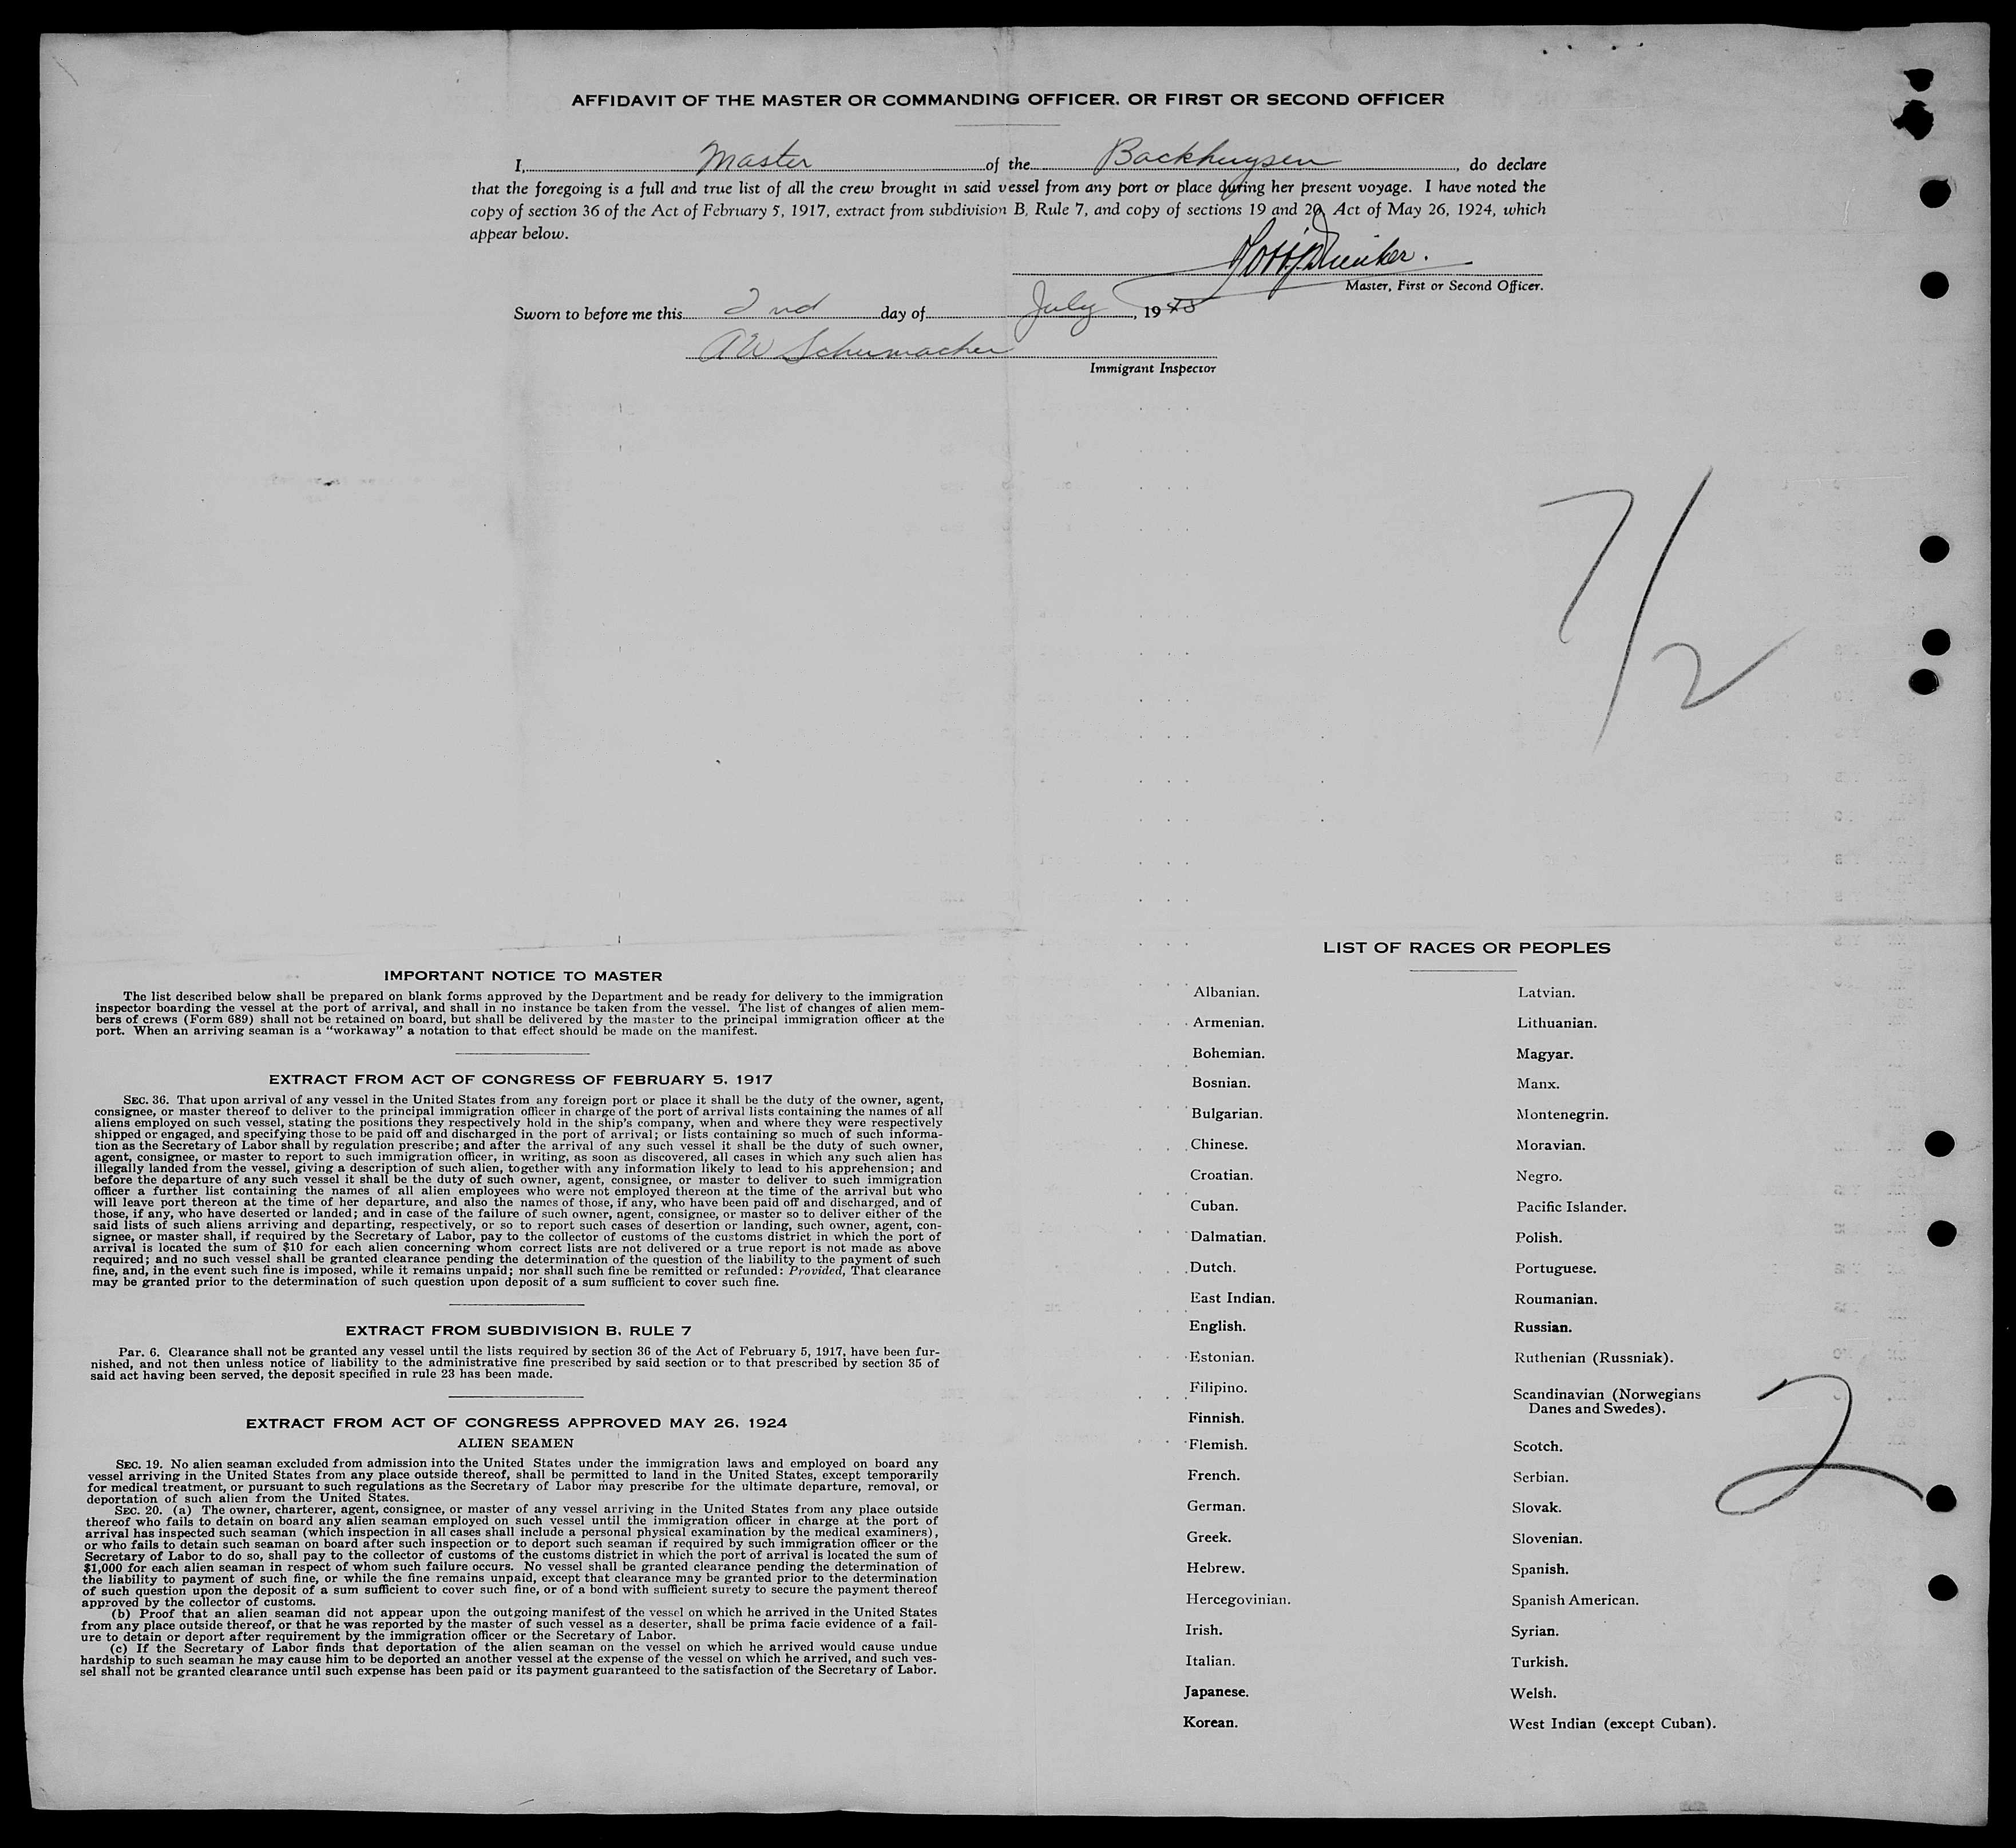 AFFIDAVIT OF THE MASTER OR COMMANDING OFFICER, OR FIRST OR SECOND OFFICER
I, Master of the Backhuysen, do declare
that the foregoing is a full and true list of all the crew brought in said vessel from any port or place during her present voyage. I have noted the
copy of section 36 of the Act of February 5, 1917, extract from subdivision B, Rule 7, and copy of sections 19 and 20, Act of May 26, 1924, which
appear below.
Master, First or Second Officer.
Sworn to before me this 2nd day of July, 1945
AW Schumacher
Immigrant Inspector
7/2
IMPORTANT NOTICE TO MASTER
The list described below shall be prepared on blank forms approved by the Department and be ready for delivery to the immigration
inspector boarding the vessel at the port of arrival, and shall in no instance be taken from the vessel. The list of changes of alien mem-
bers of crews (Form 689) shall not be retained on board, but shall be delivered by the master to the principal immigration officer at the
port. When an arriving seaman is a "workaway" a notation to that effect should be made on the manifest.
EXTRACT FROM ACT OF CONGRESS OF FEBRUARY 5, 1917
SEC. 36. That upon arrival of any vessel in the United States from any foreign port or place it shall be the duty of the owner, agent,
consignee, or master thereof to deliver to the principal immigration officer in charge of the port of arrival lists containing the names of all
aliens employed on such vessel, stating the positions they respectively hold in the ship's company, when and where they were respectively
shipped or engaged, and specifying those to be paid off and discharged in the port of arrival; or lists containing so much of such informa-
tion as the Secretary of Labor shall by regulation prescribe; and after the arrival of any such vessel it shall be the duty of such owner,
agent, consignee, or master to report to such immigration officer, in writing, as soon as discovered, all cases in which any such alien has
illegally landed from the vessel, giving a description of such alien, together with any information likely to lead to his apprehension; and
before the departure of any such vessel it shall be the duty of such owner, agent, consignee, or master to deliver to such immigration
officer a further list containing the names of all alien employees who were not employed thereon at the time of the arrival but who
will leave port thereon at the time of her departure, and also the names of those, if any, who have been paid off and discharged, and of
those, if any, who have deserted or landed; and in case of the failure of such owner, agent, consignee, or master so to deliver either of the
said lists of such aliens arriving and departing, respectively, or so to report such cases of desertion or landing, such owner, agent, con-
signee, or master shall, if required by the Secretary of Labor, pay to the collector of customs of the customs district in which the port of
arrival is located the sum of $10 for each alien concerning whom correct lists are not delivered or a true report is not made as above
required; and no such vessel shall be granted clearance pending the determination of the question of the liability to the payment of such
fine, and, in the event such fine is imposed, while it remains unpaid; nor shall such fine be remitted or refunded: Provided, That clearance
may be granted prior to the determination of such question upon deposit of a sum sufficient to cover such fine.
EXTRACT FROM SUBDIVISION B, RULE 7
Par. 6. Clearance shall not be granted any vessel until the lists required by section 36 of the Act of February 5, 1917, have been fur-
nished, and not then unless notice of liability to the administrative fine prescribed by said section or to that prescribed by section 35 of
said act having been served, the deposit specified in rule 23 has been made.
EXTRACT FROM ACT OF CONGRESS APPROVED MAY 26, 1924
ALIEN SEAMEN
SEC. 19. No alien seaman excluded from admission into the United States under the immigration laws and employed on board any
vessel arriving in the United States from any place outside thereof, shall be permitted to land in the United States, except temporarily
for medical treatment, or pursuant to such regulations as the Secretary of Labor may prescribe for the ultimate departure, removal, or
deportation of such alien from the United States.
SEC. 20. (a) The owner, charterer, agent, consignee, or master of any vessel arriving in the United States from any place outside
thereof who fails to detain on board any alien seaman employed on such vessel until the immigration officer in charge at the port of
arrival has inspected such seaman (which inspection in all cases shall include a personal physical examination by the medical examiners),
or who fails to detain such seaman on board after such inspection or to deport such seaman if required by such immigration officer or the
Secretary of Labor to do so, shall pay to the collector of customs of the customs district in which the port of arrival is located the sum of
$1,000 for each alien seaman in respect of whom such failure occurs. No vessel shall be granted clearance pending the determination of
the liability to payment of such fine, or while the fine remains unpaid, except that clearance may be granted prior to the determination
of such question upon the deposit of a sum sufficient to cover such fine, or of a bond with sufficient surety to secure the payment thereof
approved by the collector of customs.
(b) Proof that an alien seaman did not appear upon the outgoing manifest of the vessel on which he arrived in the United States
from any place outside thereof, or that he was reported by the master of such vessel as a deserter, shall be prima facie evidence of a fail-
ure to detain or deport after requirement by the immigration officer or the Secretary of Labor.
(c) If the Secretary of Labor finds that deportation of the alien seaman on the vessel on which he arrived would cause undue
hardship to such seaman he may cause him to be deported an another vessel at the expense of the vessel on which he arrived, and such ves-
sel shall not be granted clearance until such expense has been paid or its payment guaranteed to the satisfaction of the Secretary of Labor.
LIST OF RACES OR PEOPLES
Albanian.
Armenian.
Bohemian.
Bosnian.
Bulgarian.
Chinese.
Croatian.
Cuban.
Dalmatian.
Dutch.
East Indian.
English.
Estonian.
Filipino.
Finnish.
Flemish.
French.
German.
Greek.
Hebrew.
Hercegovinian.
Irish.
Italian.
Japanese.
Korean.
Latvian.
Lithuanian.
Magyar.
Manx.
Montenegrin.
Moravian.
Negro.
Pacific Islander.
Polish.
Portuguese.
Roumanian.
Russian.
Ruthenian (Russniak).
Scandinavian (Norwegians
Danes and Swedes).
Scotch.
Serbian.
Slovak.
Slovenian.
Spanish.
Spanish American.
Syrian.
Turkish.
Welsh.
West Indian (except Cuban).
2